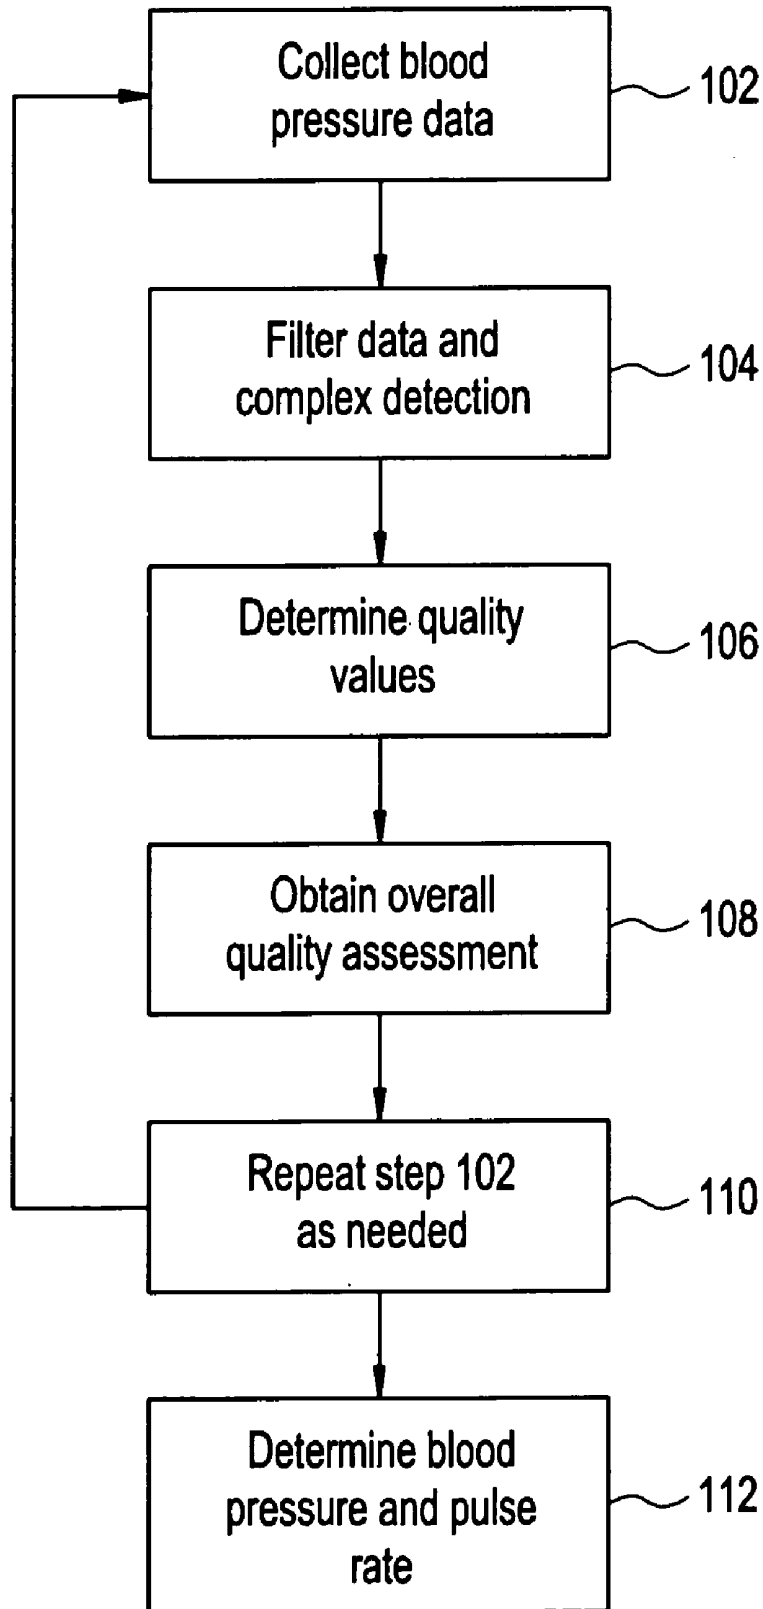 Collect blood
pressure data
102
Filter data and
complex detection
104
Determine quality
values
106
Obtain overall
quality assessment
108
Repeat step 102
as needed
110
Determine blood
pressure and pulse
rate
112